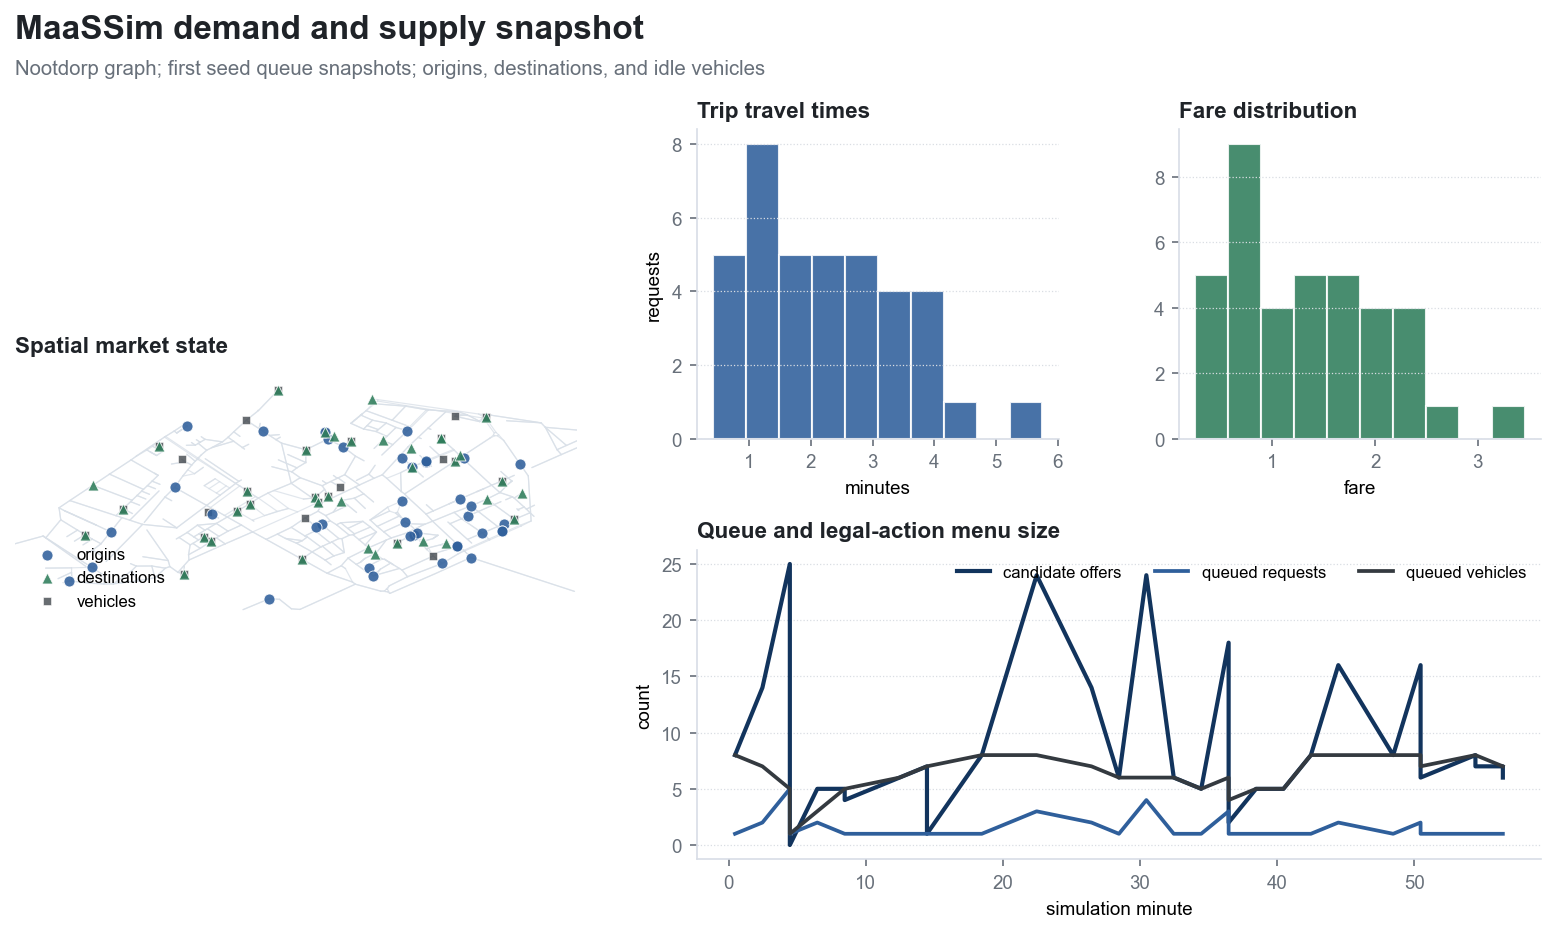 MaaSSim demand and supply snapshot
Nootdorp graph; first seed queue snapshots; origins, destinations, and idle vehicles
Spatial market state
origins
destinations
vehicles
Trip travel times
8
6
4
2
0
requests
1 2 3 4 5 6
minutes
Fare distribution
8
6
4
2
0
1 2 3
fare
Queue and legal-action menu size
candidate offers queued requests queued vehicles
25
20
15
10
5
0
count
0 10 20 30 40 50
simulation minute